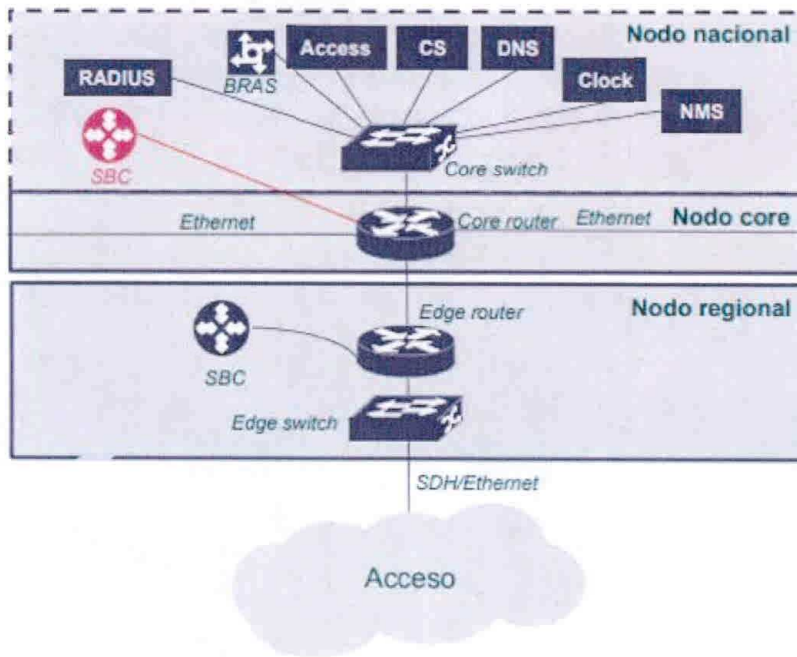 Nodo nacional
Access
CS
DNS
RADIUS
BRAS
Clock
NMS
SBC
Core switch
Ethernet
Core router
Ethernet
Nodo core
Edge router
Nodo regional
SBC
Edge switch
SDH/Ethernet
Acceso